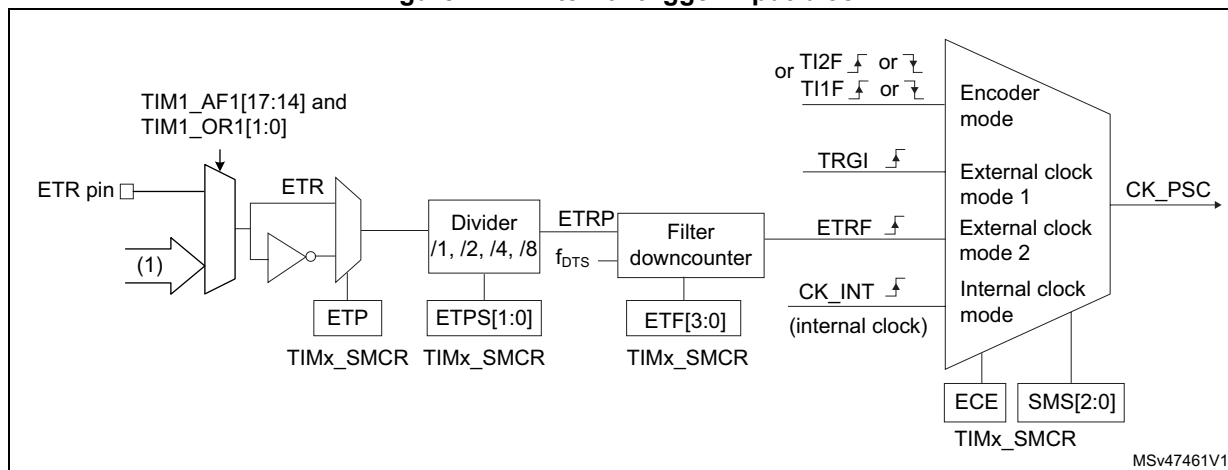 TIM1_AF1[17:14] and
TIM1_OR1[1:0]
ETR pin
(1)
ETR
ETP
TIMx_SMCR
Divider
/1, /2, /4, /8
ETPS[1:0]
TIMx_SMCR
ETRP
fDTS
Filter
downcounter
ETF[3:0]
TIMx_SMCR
or TI2F or
TI1F or
Encoder
mode
TRGI
External clock
mode 1
ETRF
External clock
mode 2
CK_INT
(internal clock)
Internal clock
mode
CK_PSC
ECE
SMS[2:0]
TIMx_SMCR
MSv47461V1